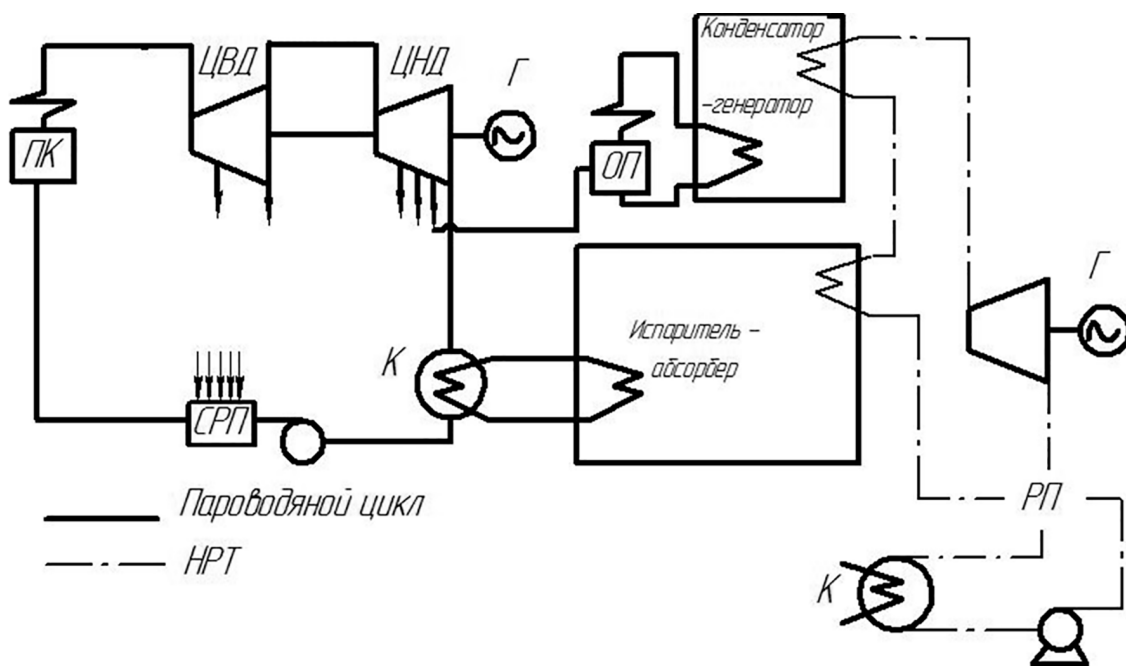 Конденсатор
-генератор
ЦВД
ЦНД
Г
ПК
ОП
Г
Испаритель -
абсорбер
К
СРП
Пароводяной цикл
РП
НРТ
К